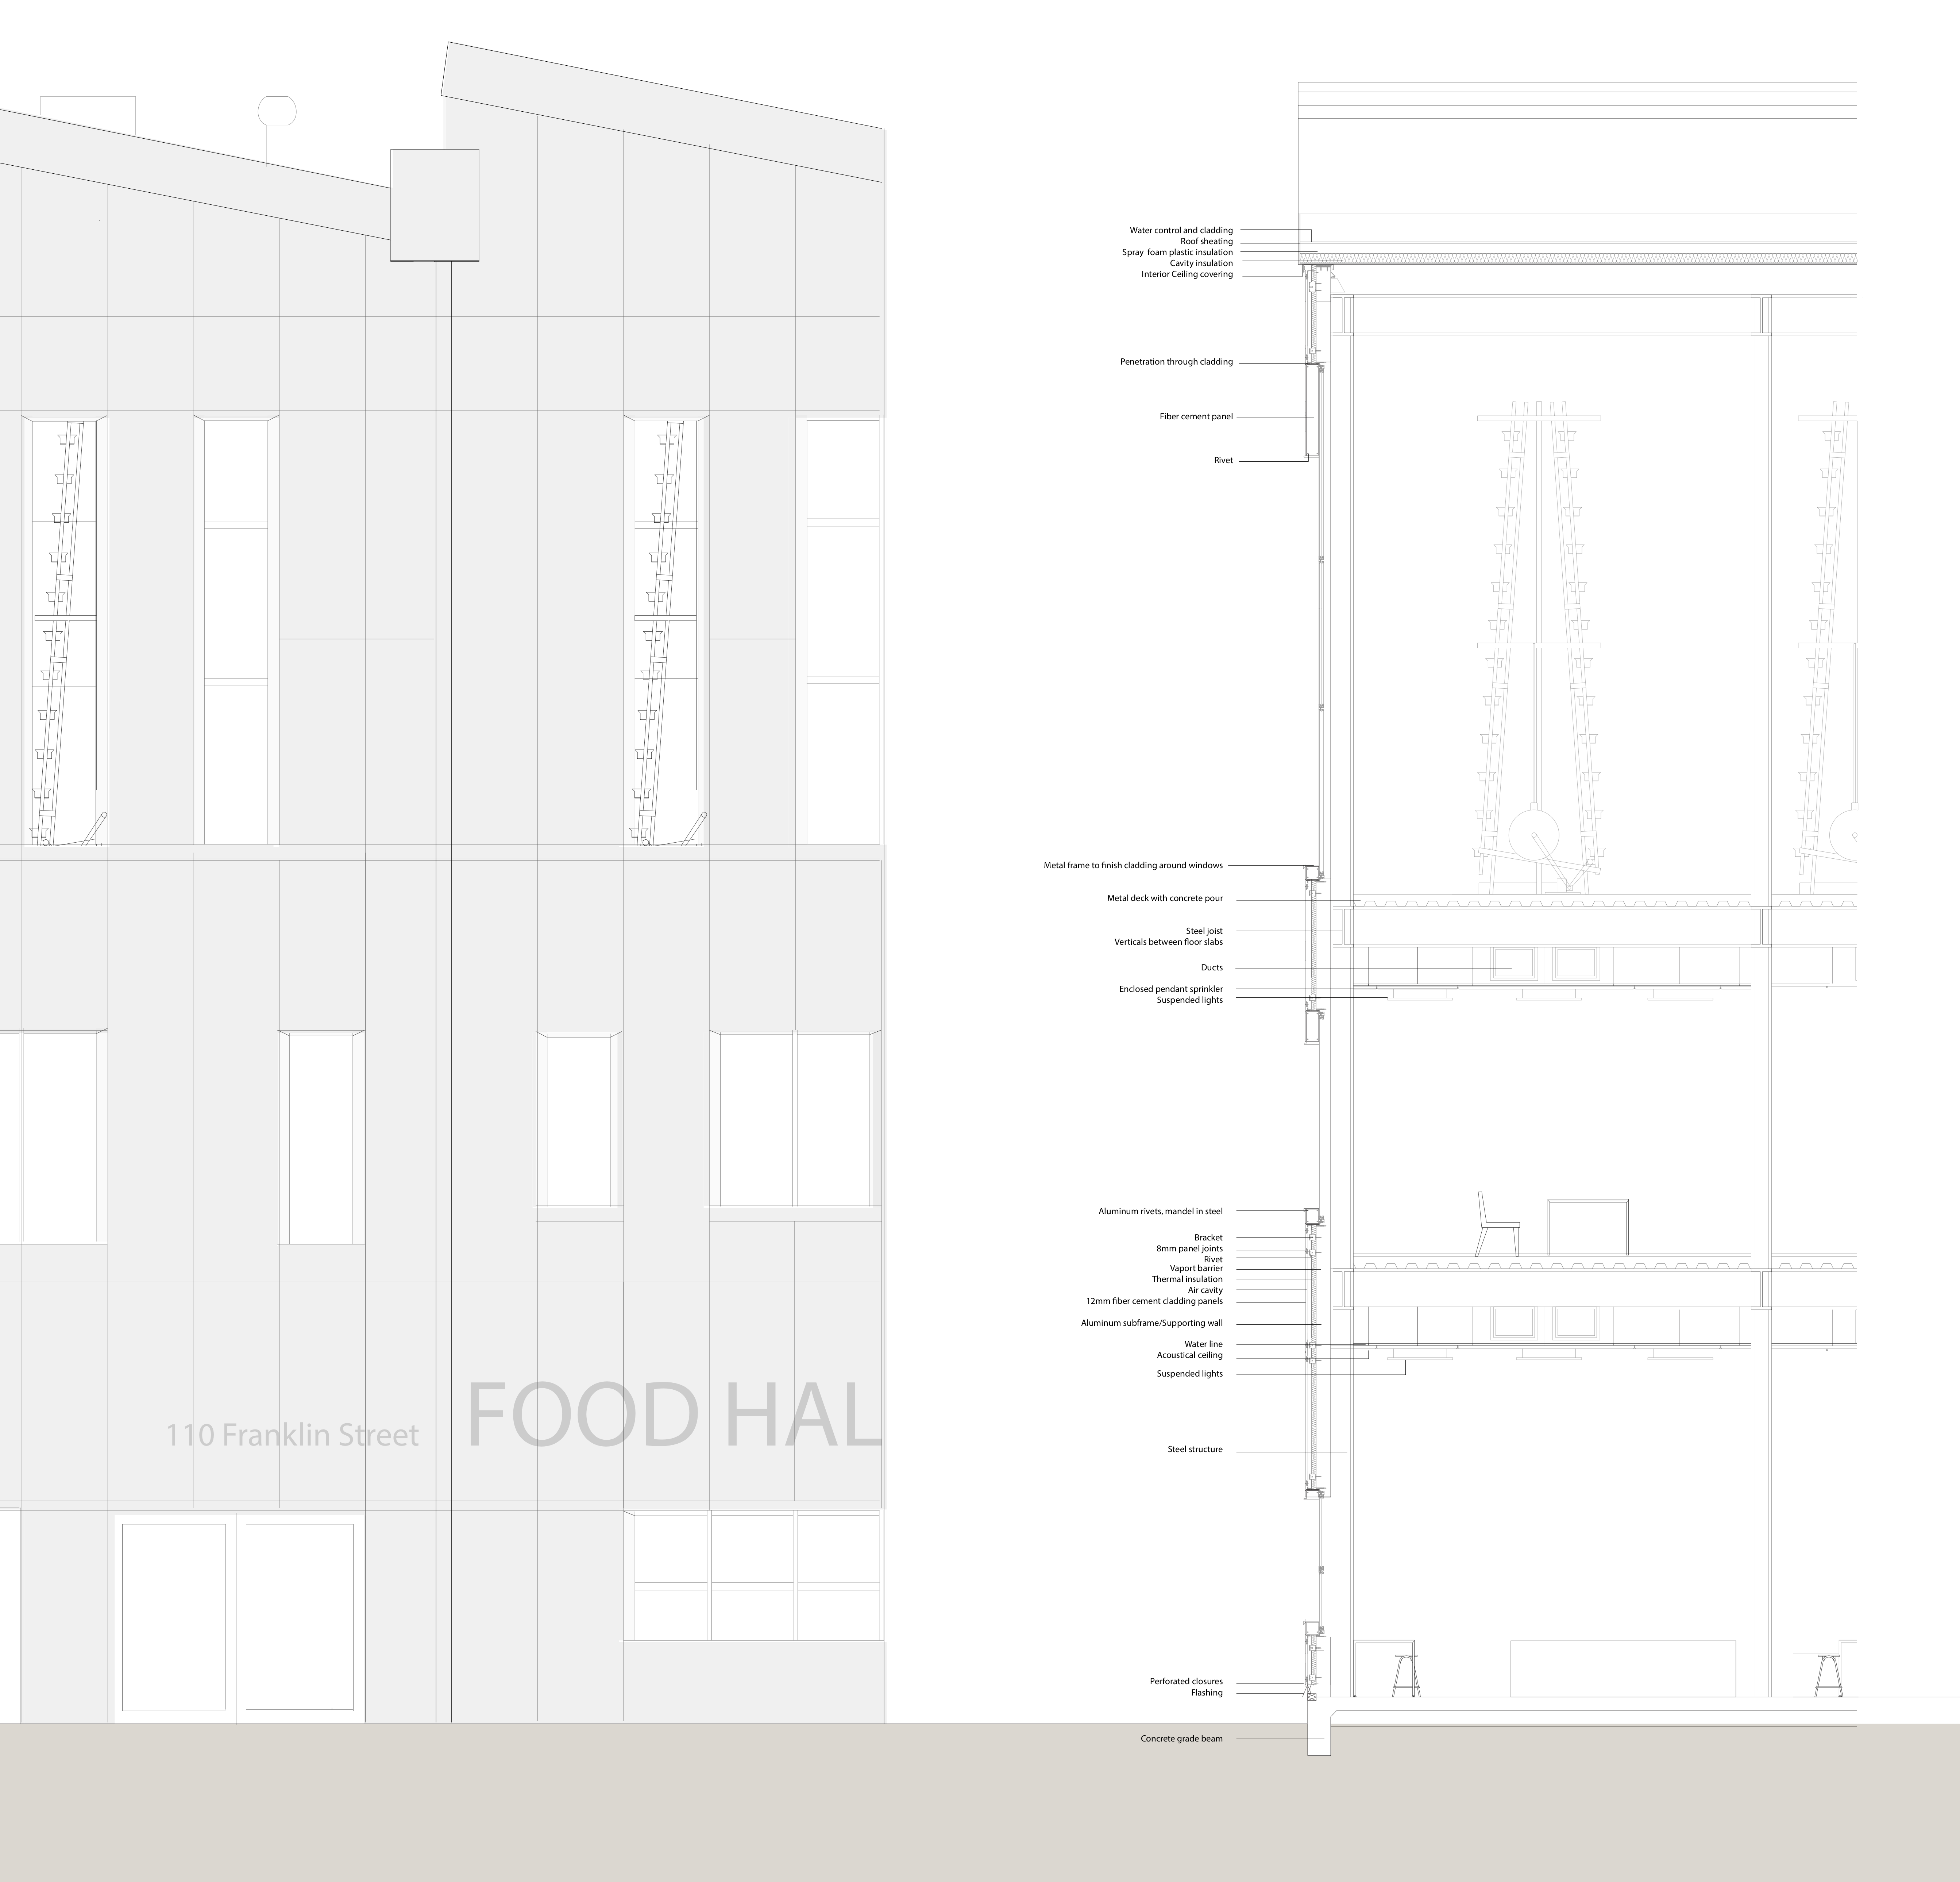 110 Franklin Street
FOOD HAL
Water control and cladding
Roof sheating
Spray foam plastic insulation
Cavity insulation
Interior Ceiling covering
Penetration through cladding
Fiber cement panel
Rivet
Metal frame to finish cladding around windows
Metal deck with concrete pour
Steel joist
Verticals between floor slabs
Ducts
Enclosed pendant sprinkler
Suspended lights
Aluminum rivets, mandel in steel
Bracket
8mm panel joints
Rivet
Vaport barrier
Thermal insulation
Air cavity
12mm fiber cement cladding panels
Aluminum subframe/Supporting wall
Water line
Acoustical ceiling
Suspended lights
Steel structure
Perforated closures
Flashing
Concrete grade beam